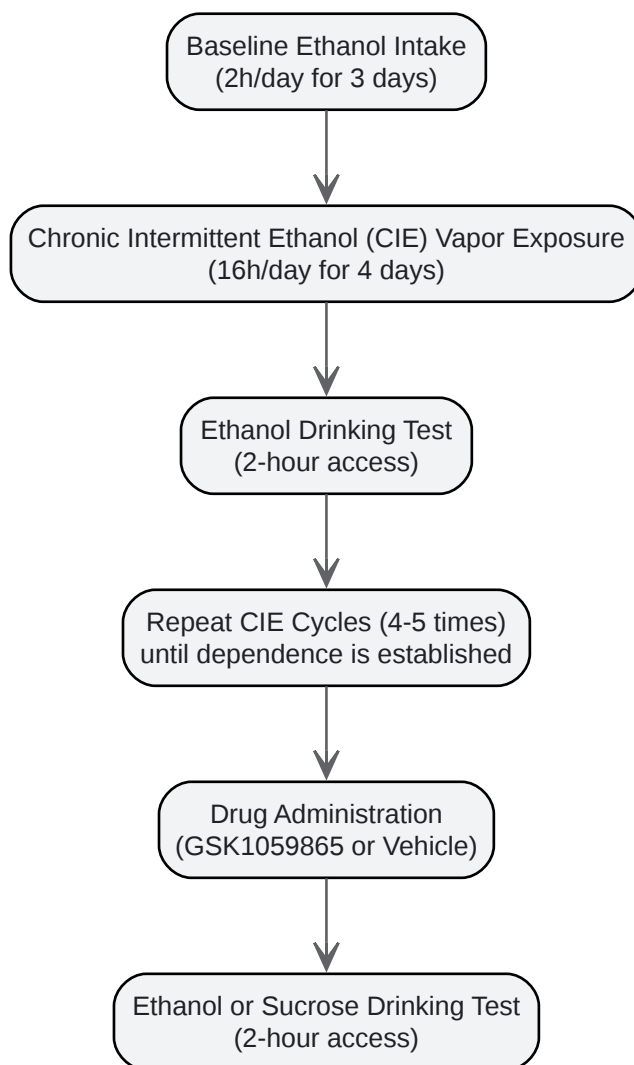 Baseline Ethanol Intake
(2h/day for 3 days)
Chronic Intermittent Ethanol (CIE) Vapor Exposure
(16h/day for 4 days)
Ethanol Drinking Test
(2-hour access)
Repeat CIE Cycles (4-5 times)
until dependence is established
Drug Administration
(GSK1059865 or Vehicle)
Ethanol or Sucrose Drinking Test
(2-hour access)